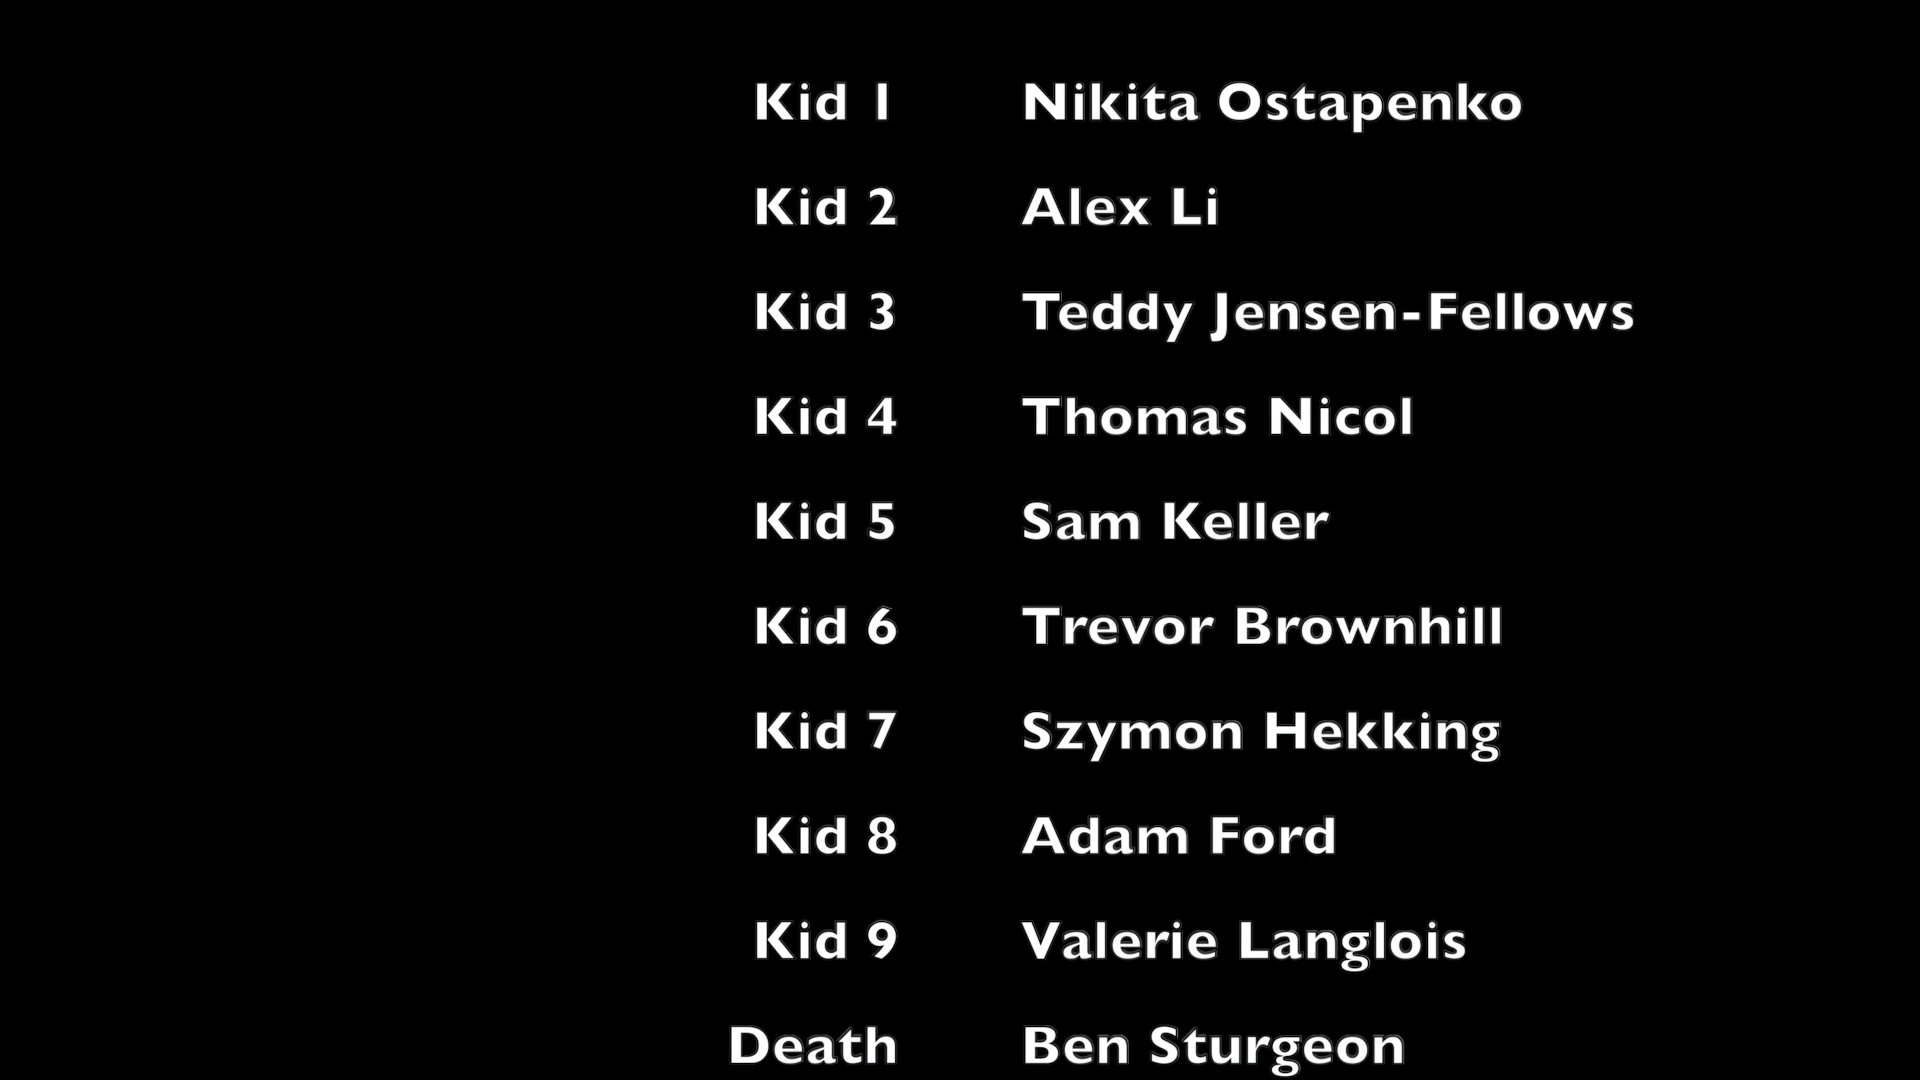 Kid 1 Nikita Ostapenko
Kid 2 Alex Li
Kid 3 Teddy Jensen-Fellows
Kid 4 Thomas Nicol
Kid 5 Sam Keller
Kid 6 Trevor Brownhill
Kid 7 Szymon Hekking
Kid 8 Adam Ford
Kid 9 Valerie Langlois
Death Ben Sturgeon